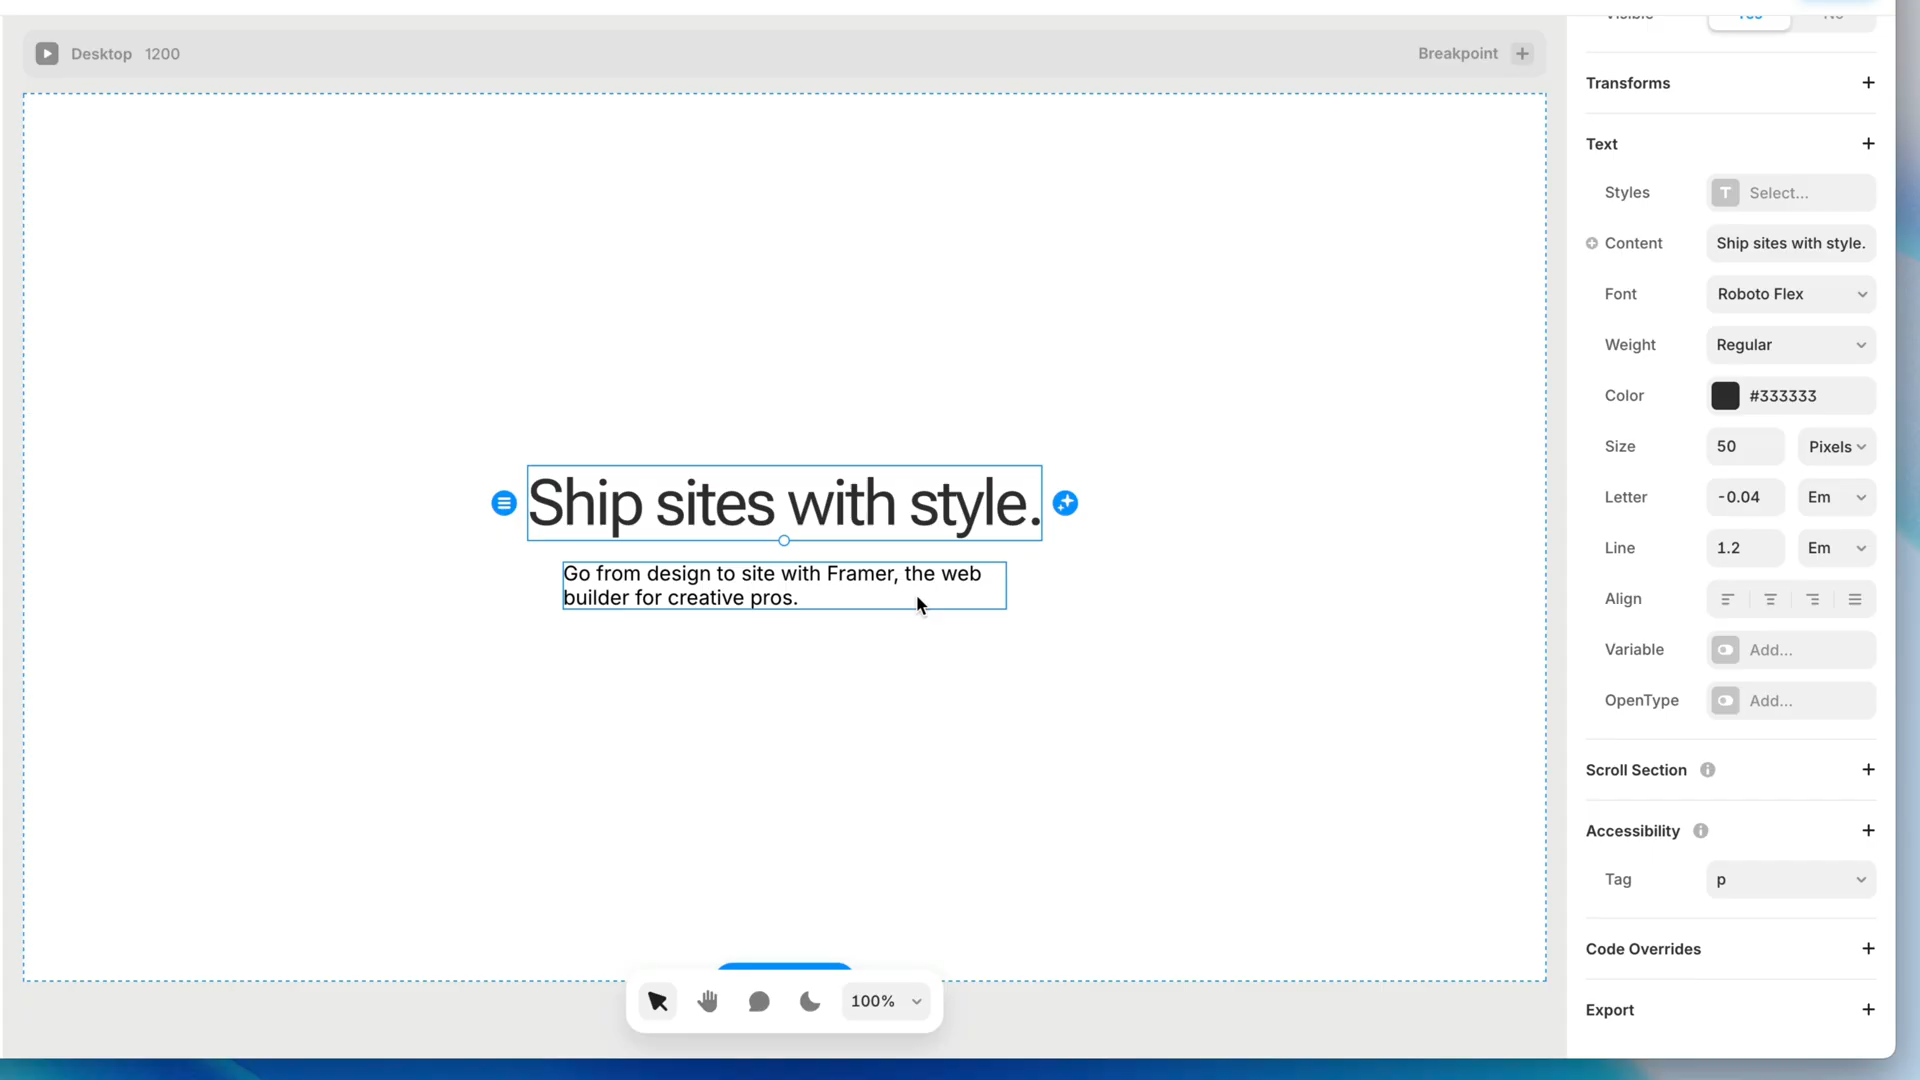 Visible Yes No
Desktop 1200
Breakpoint
Transforms
Text
Styles Select...
Content Ship sites with style.
Font Roboto Flex
Weight Regular
Color #333333
Size 50 Pixels
Letter -0.04 Em
Line 1.2 Em
Align
Variable Add...
OpenType Add...
Scroll Section
Accessibility
Tag p
Code Overrides
Export
Ship sites with style.
Go from design to site with Framer, the web
builder for creative pros.
100%